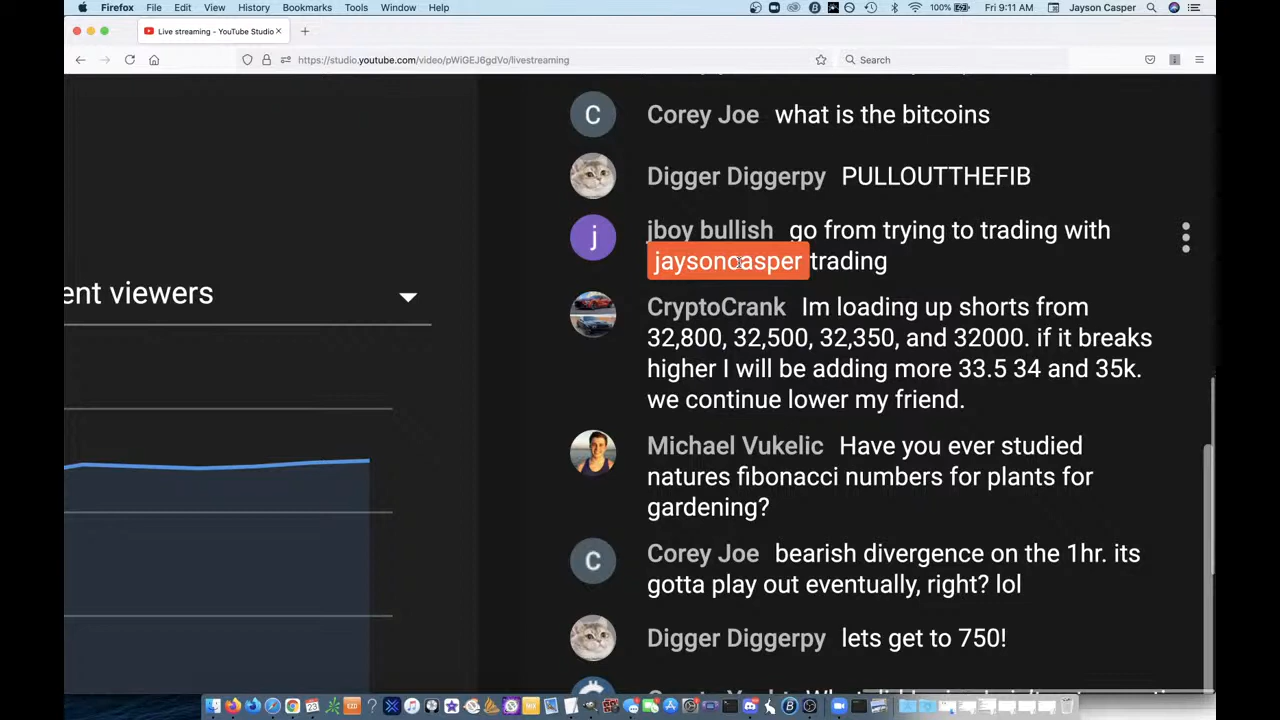 Firefox File Edit View History Bookmarks Tools Window Help 100% Fri 9:11 AM Jayson Casper
Live streaming - YouTube Studio
https://studio.youtube.com/video/pWiGEJ6gdVo/livestreaming Search
C Corey Joe what is the bitcoins
Digger Diggerpy PULLOUTTHEFIB
j jboy bullish go from trying to trading with
jaysoncasper trading
ent viewers
CryptoCrank Im loading up shorts from
32,800, 32,500, 32,350, and 32000. if it breaks
higher I will be adding more 33.5 34 and 35k.
we continue lower my friend.
Michael Vukelic Have you ever studied
natures fibonacci numbers for plants for
gardening?
C Corey Joe bearish divergence on the 1hr. its
gotta play out eventually, right? lol
Digger Diggerpy lets get to 750!